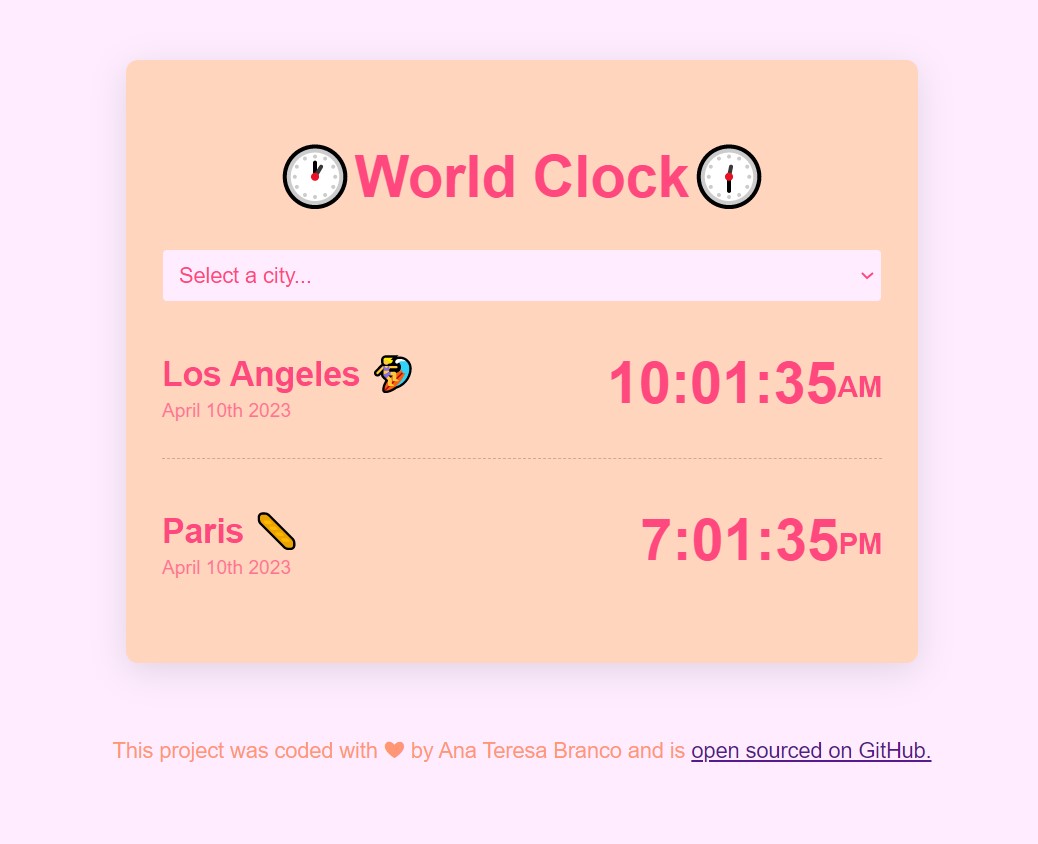 World Clock
Select a city...
Los Angeles
10:01:35AM
April 10th 2023
Paris
7:01:35PM
April 10th 2023
This project was coded with ❤ by Ana Teresa Branco and is open sourced on GitHub.